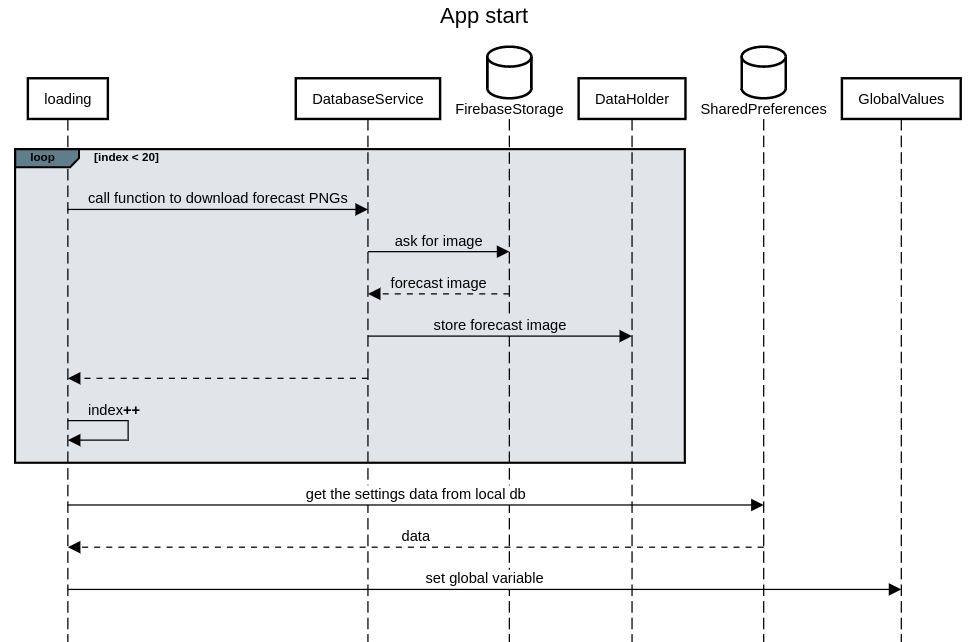 App start
loading
DatabaseService
FirebaseStorage
DataHolder
SharedPreferences
GlobalValues
loop [index < 20]
call function to download forecast PNGs
ask for image
forecast image
store forecast image
index++
get the settings data from local db
data
set global variable